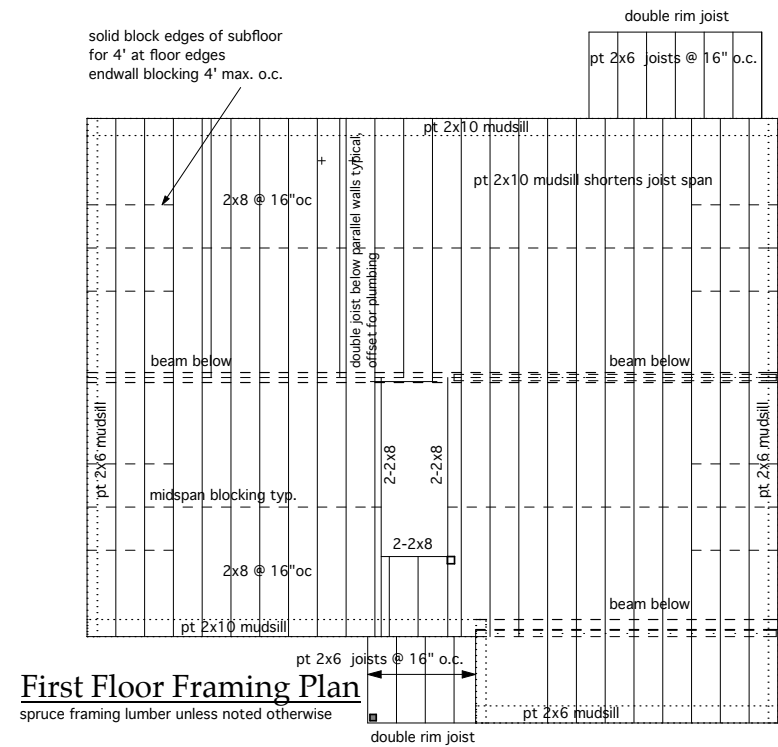 double rim joist
solid block edges of subfloor
for 4' at floor edges
endwall blocking 4' max. o.c.
pt 2x6 joists @ 16" o.c.
pt 2x10 mudsill
double joist below parallel walls typical,
offset for plumbing
2x8 @ 16"oc
pt 2x10 mudsill shortens joist span
beam below
beam below
pt 2x6 mudsill
2-2x8
2-2x8
pt 2x6 mudsill
midspan blocking typ.
2-2x8
2x8 @ 16"oc
beam below
pt 2x10 mudsill
pt 2x6 joists @ 16" o.c.
First Floor Framing Plan
spruce framing lumber unless noted otherwise
pt 2x6 mudsill
double rim joist